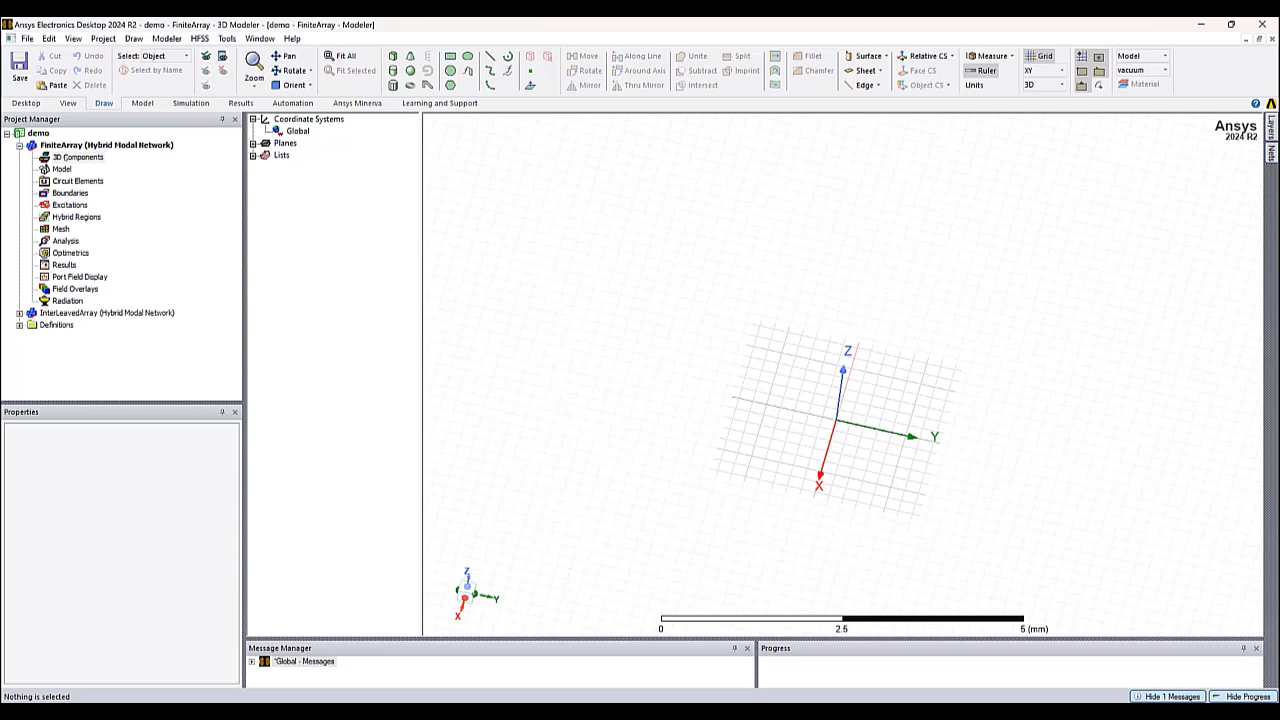 Ansys Electronics Desktop 2024 R2 - demo - FiniteArray - 3D Modeler - [demo - FiniteArray - Modeler]
File Edit View Project Draw Modeler HFSS Tools Window Help
Save
Cut
Copy
Paste
Undo
Redo
Delete
Select: Object
Select by Name
Zoom
Pan
Rotate
Orient
Fit All
Fit Selected
Move
Rotate
Mirror
Along Line
Around Axis
Thru Mirror
Unite
Subtract
Intersect
Split
Imprint
Fillet
Chamfer
Surface
Sheet
Edge
Relative CS
Face CS
Object CS
Measure
Ruler
Units
Grid
XY
3D
Model
vacuum
Material
Desktop View Draw Model Simulation Results Automation Ansys Minerva Learning and Support
Project Manager
demo
FiniteArray (Hybrid Modal Network)
3D Components
Model
Circuit Elements
Boundaries
Excitations
Hybrid Regions
Mesh
Analysis
Optimetrics
Results
Port Field Display
Field Overlays
Radiation
InterLeavedArray (Hybrid Modal Network)
Definitions
Properties
Coordinate Systems
Global
Planes
Lists
Ansys
2024 R2
Layers
Nets
Z
Y
X
Z
Y
X
0 2.5 5 (mm)
Message Manager
*Global - Messages
Progress
Nothing is selected
Hide 1 Messages
Hide Progress